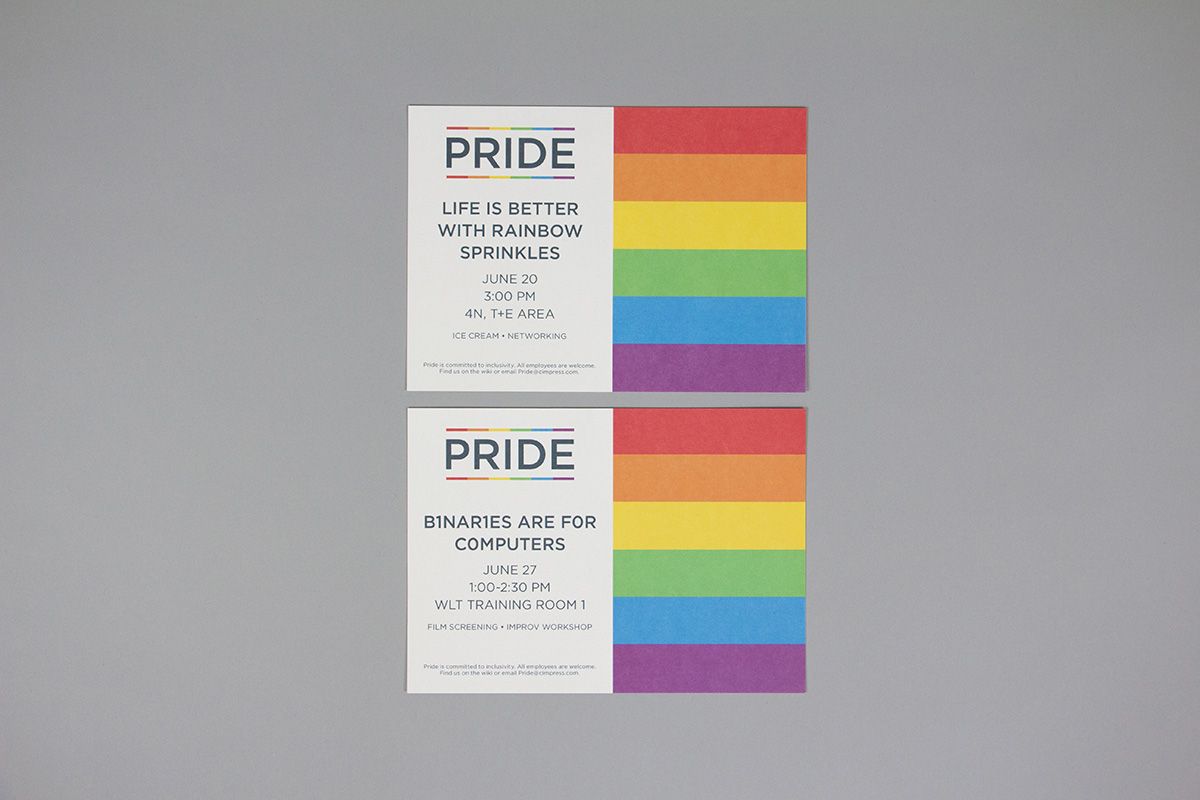 PRIDE
LIFE IS BETTER
WITH RAINBOW
SPRINKLES
JUNE 20
3:00 PM
4N, T+E AREA
ICE CREAM • NETWORKING
Pride is committed to inclusivity. All employees are welcome.
Find us on the wiki or email Pride@cimpress.com.
PRIDE
B1NAR1ES ARE F0R
C0MPUTERS
JUNE 27
1:00-2:30 PM
WLT TRAINING ROOM 1
FILM SCREENING • IMPROV WORKSHOP
Pride is committed to inclusivity. All employees are welcome.
Find us on the wiki or email Pride@cimpress.com.